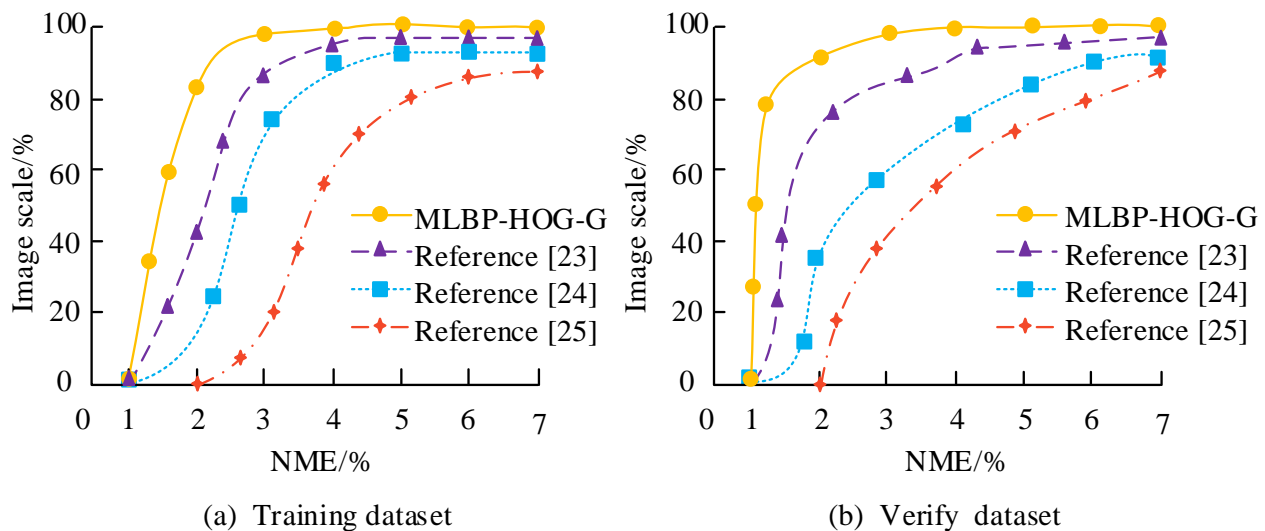 100
80
60
40
20
0
0 1 2 3 4 5 6 7
Image scale/%
NME/%
MLBP-HOG-G
Reference [23]
Reference [24]
Reference [25]
(a) Training dataset
100
80
60
40
20
0
0 1 2 3 4 5 6 7
Image scale/%
NME/%
MLBP-HOG-G
Reference [23]
Reference [24]
Reference [25]
(b) Verify dataset